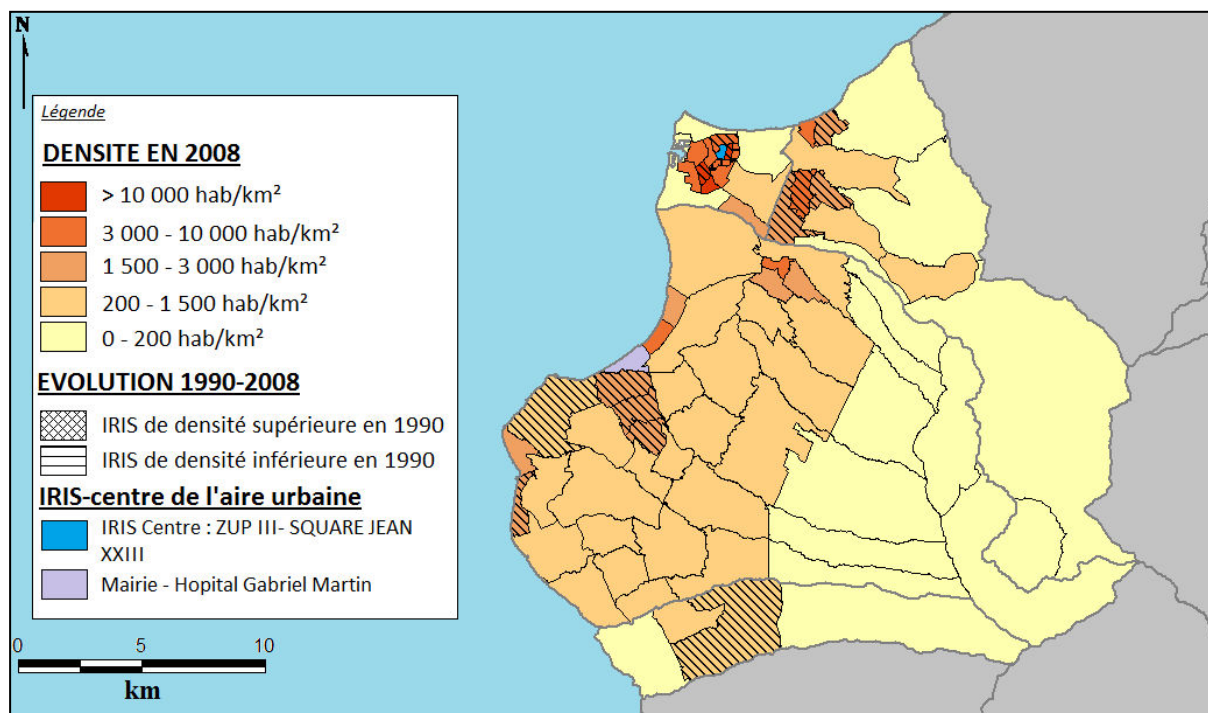 N
Légende
DENSITE EN 2008
> 10 000 hab/km²
3 000 - 10 000 hab/km²
1 500 - 3 000 hab/km²
200 - 1 500 hab/km²
0 - 200 hab/km²
EVOLUTION 1990-2008
IRIS de densité supérieure en 1990
IRIS de densité inférieure en 1990
IRIS-centre de l'aire urbaine
IRIS Centre : ZUP III- SQUARE JEAN
XXIII
Mairie - Hopital Gabriel Martin
0 5 10
km